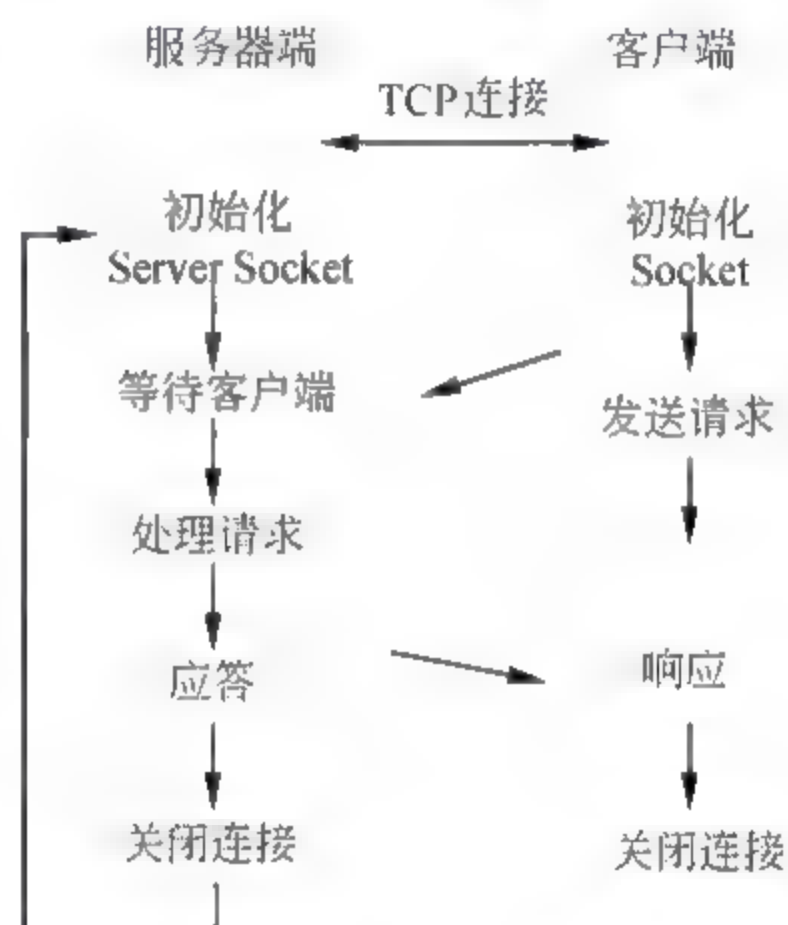 服务器端
客户端
TCP连接
初始化
Server Socket
初始化
Socket
等待客户端
发送请求
处理请求
应答
响应
关闭连接
关闭连接